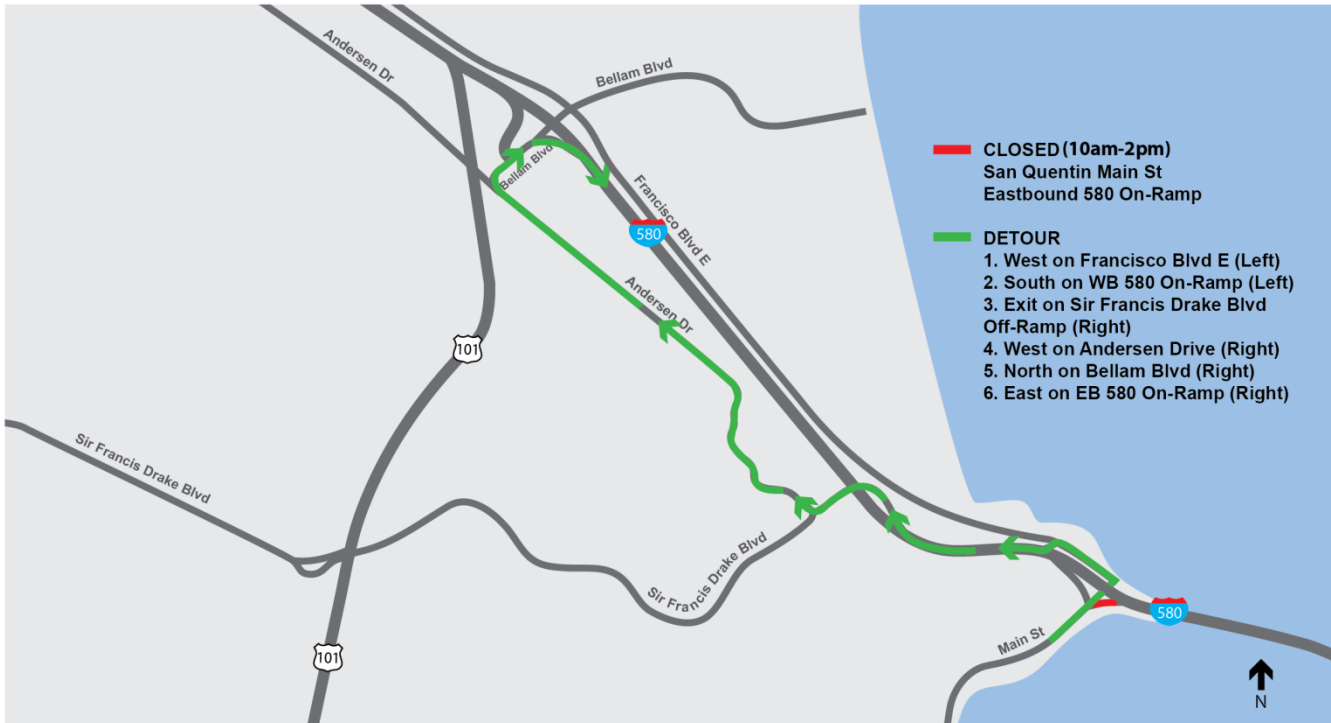 Andersen Dr
Bellam Blvd
Bellam Blvd
Francisco Blvd E
580
Andersen Dr
101
Sir Francis Drake Blvd
Sir Francis Drake Blvd
Main St
580
101
N
CLOSED (10am-2pm)
San Quentin Main St
Eastbound 580 On-Ramp
DETOUR
1. West on Francisco Blvd E (Left)
2. South on WB 580 On-Ramp (Left)
3. Exit on Sir Francis Drake Blvd
Off-Ramp (Right)
4. West on Andersen Drive (Right)
5. North on Bellam Blvd (Right)
6. East on EB 580 On-Ramp (Right)